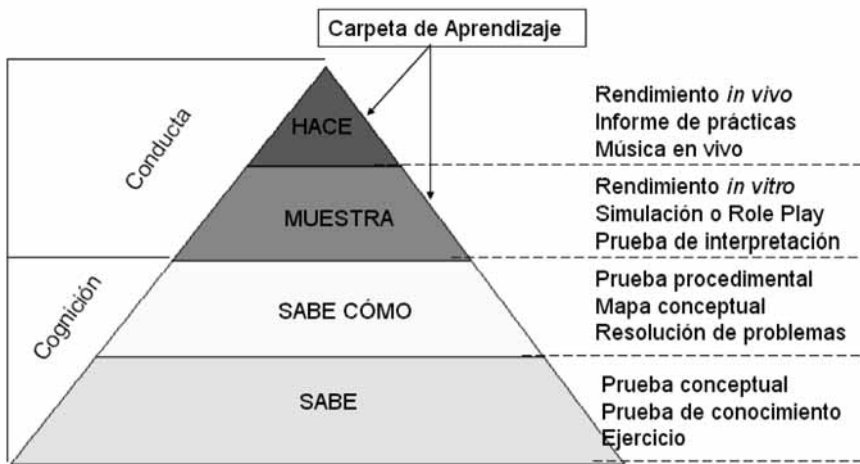 Carpeta de Aprendizaje
Conducta
HACE
Rendimiento in vivo
Informe de prácticas
Música en vivo
MUESTRA
Rendimiento in vitro
Simulación o Role Play
Prueba de interpretación
Cognición
SABE CÓMO
Prueba procedimental
Mapa conceptual
Resolución de problemas
SABE
Prueba conceptual
Prueba de conocimiento
Ejercicio